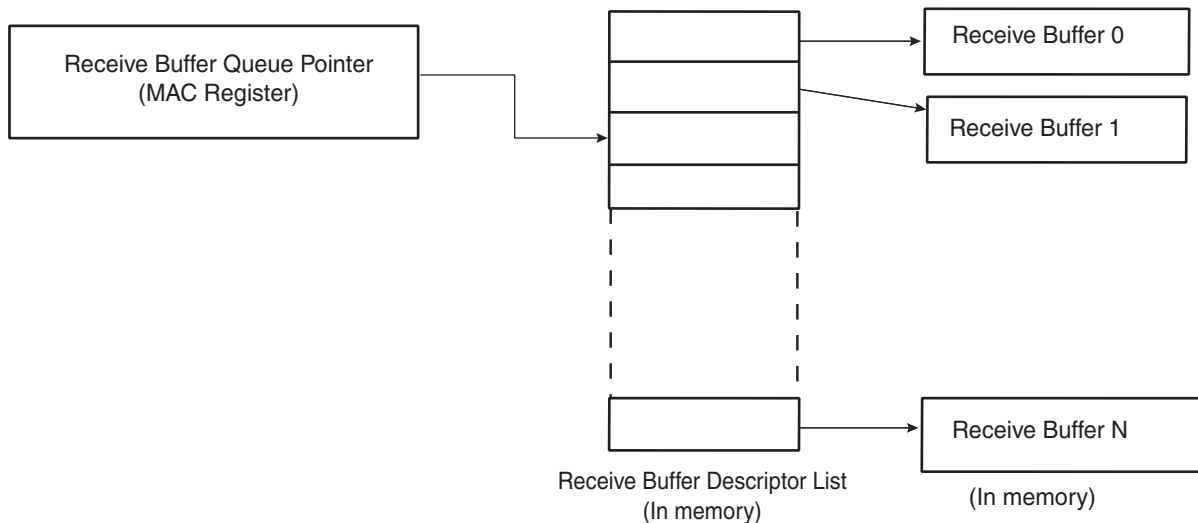 Receive Buffer Queue Pointer
(MAC Register)
Receive Buffer 0
Receive Buffer 1
Receive Buffer N
Receive Buffer Descriptor List
(In memory)
(In memory)